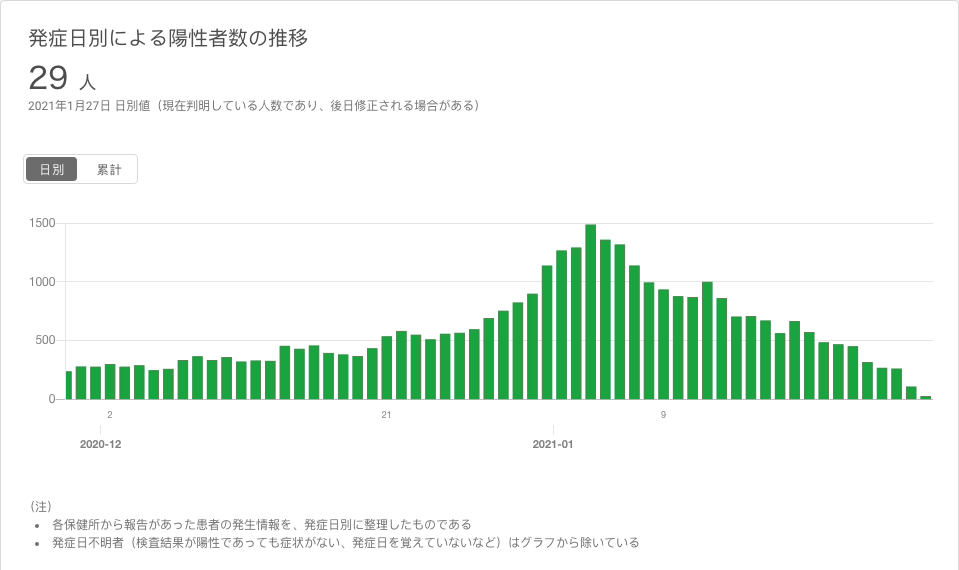 発症日別による陽性者数の推移
29 人
2021年1月27日 日別値（現在判明している人数であり、後日修正される場合がある）
日別 累計
1500
1000
500
0
2 21 9
2020-12 2021-01
（注）
• 各保健所から報告があった患者の発生情報を、発症日別に整理したものである
• 発症日不明者（検査結果が陽性であっても症状がない、発症日を覚えていないなど）はグラフから除いている